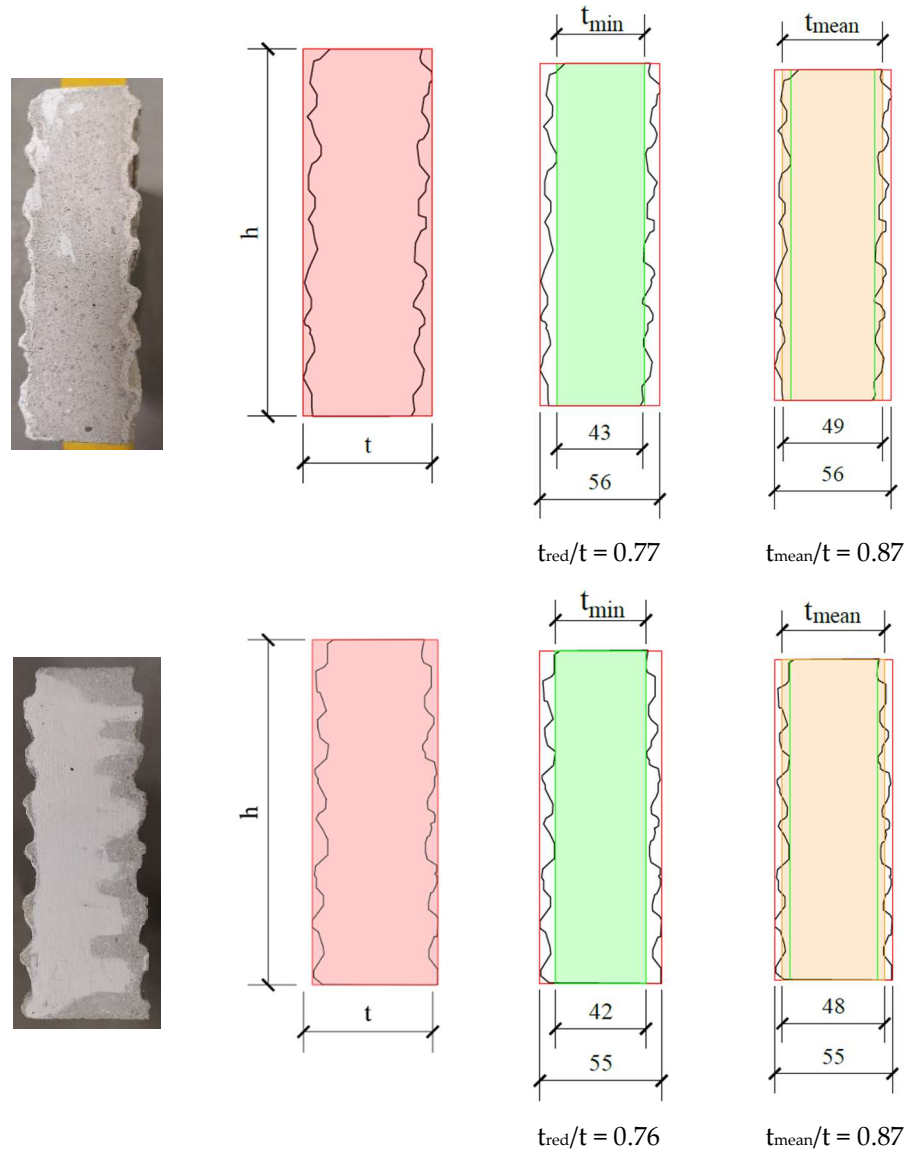 t_min
t_mean
h
t
43
56
49
56
t_red/t = 0.77
t_mean/t = 0.87
t_min
t_mean
h
t
42
55
48
55
t_red/t = 0.76
t_mean/t = 0.87